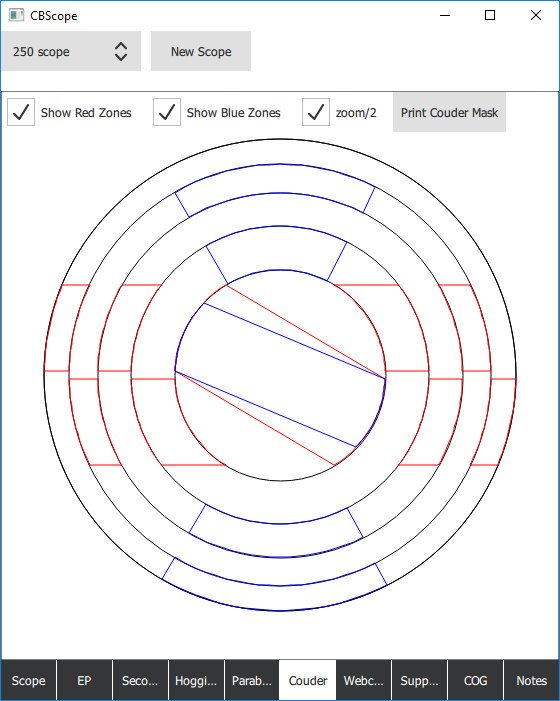 CBScope
250 scope New Scope
Show Red Zones Show Blue Zones zoom/2 Print Couder Mask
Scope EP Seco... Hoggi... Parab... Couder Webc... Supp... COG Notes